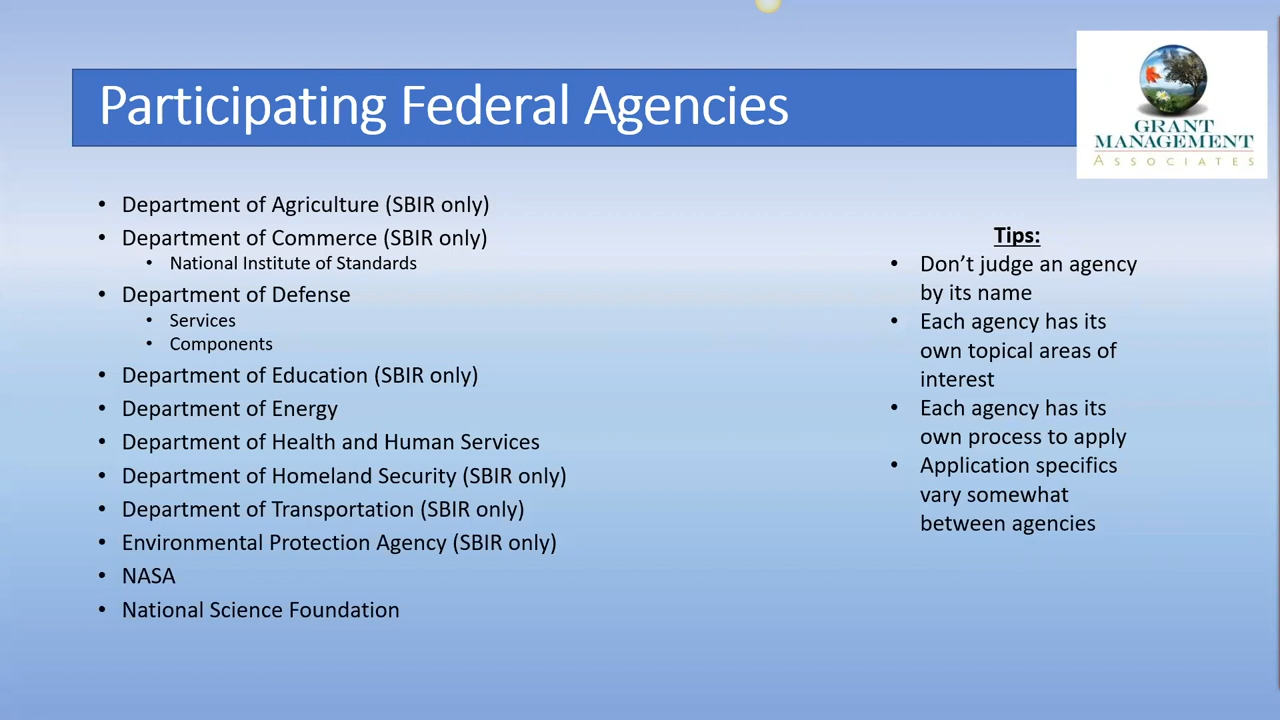 Participating Federal Agencies
GRANT
MANAGEMENT
ASSOCIATES
• Department of Agriculture (SBIR only)
• Department of Commerce (SBIR only)
• National Institute of Standards
• Department of Defense
• Services
• Components
• Department of Education (SBIR only)
• Department of Energy
• Department of Health and Human Services
• Department of Homeland Security (SBIR only)
• Department of Transportation (SBIR only)
• Environmental Protection Agency (SBIR only)
• NASA
• National Science Foundation
Tips:
• Don’t judge an agency
by its name
• Each agency has its
own topical areas of
interest
• Each agency has its
own process to apply
• Application specifics
vary somewhat
between agencies